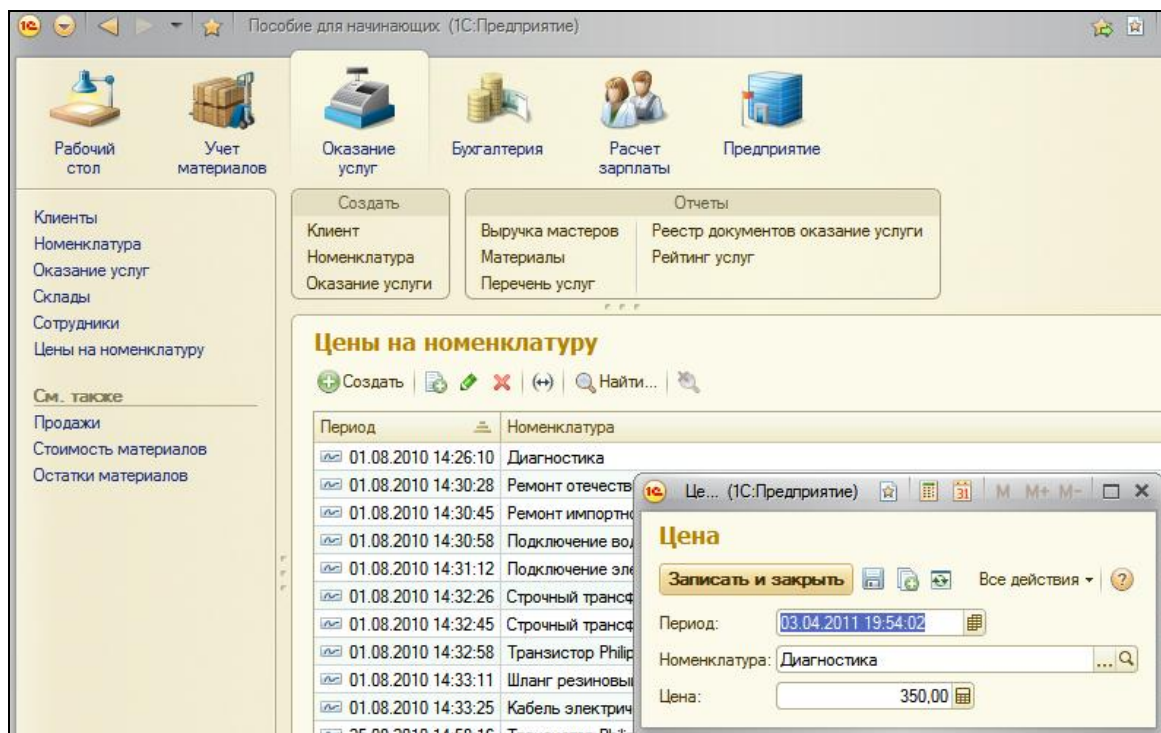 Пособие для начинающих (1С:Предприятие)
Рабочий стол
Учет материалов
Оказание услуг
Бухгалтерия
Расчет зарплаты
Предприятие
Клиенты
Номенклатура
Оказание услуг
Склады
Сотрудники
Цены на номенклатуру
См. также
Продажи
Стоимость материалов
Остатки материалов
Создать
Клиент
Номенклатура
Оказание услуги
Отчеты
Выручка мастеров Реестр документов оказание услуги
Материалы Рейтинг услуг
Перечень услуг
Цены на номенклатуру
Создать Найти...
Период Номенклатура
01.08.2010 14:26:10 Диагностика
01.08.2010 14:30:28 Ремонт отечеств
01.08.2010 14:30:45 Ремонт импортно
01.08.2010 14:30:58 Подключение вод
01.08.2010 14:31:12 Подключение эле
01.08.2010 14:32:26 Строчный трансф
01.08.2010 14:32:45 Строчный трансф
01.08.2010 14:32:58 Транзистор Philip
01.08.2010 14:33:11 Шланг резиновый
01.08.2010 14:33:25 Кабель электрич
Це... (1С:Предприятие) 31 M M+ M-
Цена
Записать и закрыть Все действия
Период: 03.04.2011 19:54:02
Номенклатура: Диагностика ...
Цена: 350,00